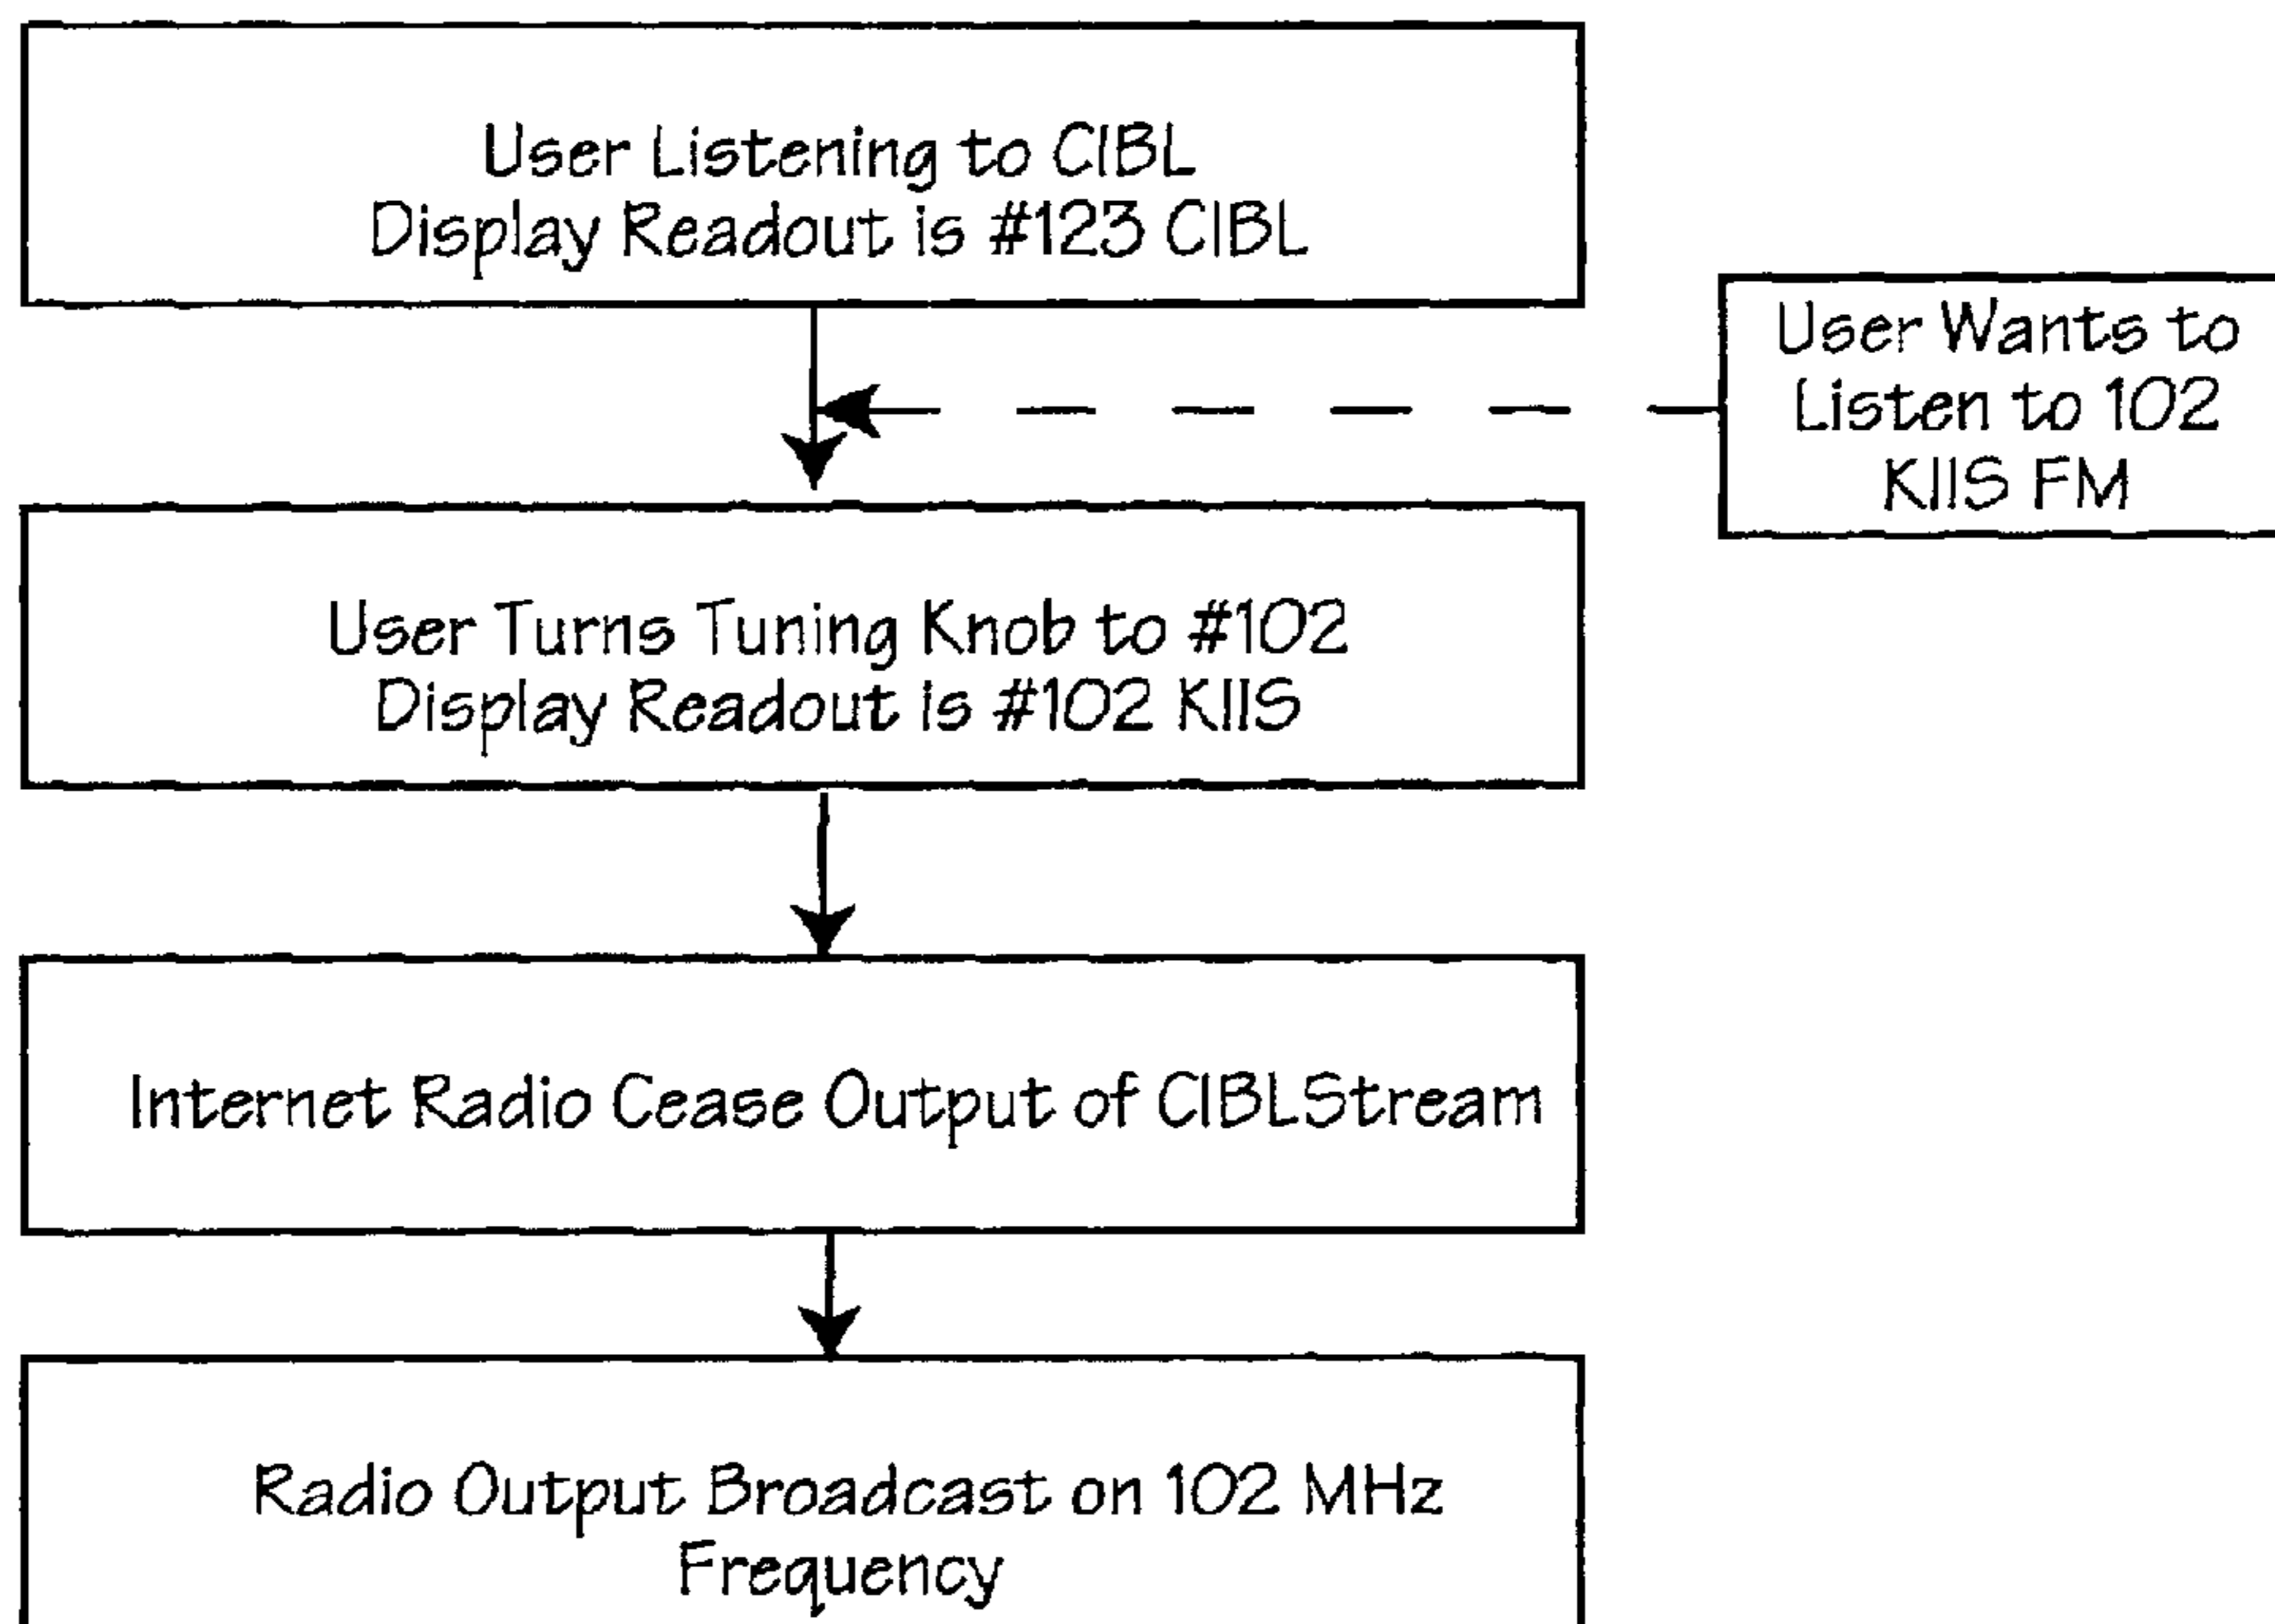 User Listening to CIBL
Display Readout is #123 CIBL
User Wants to
Listen to 102
KIIS FM
User Turns Tuning Knob to #102
Display Readout is #102 KIIS
Internet Radio Cease Output of CIBLStream
Radio Output Broadcast on 102 MHz
Frequency